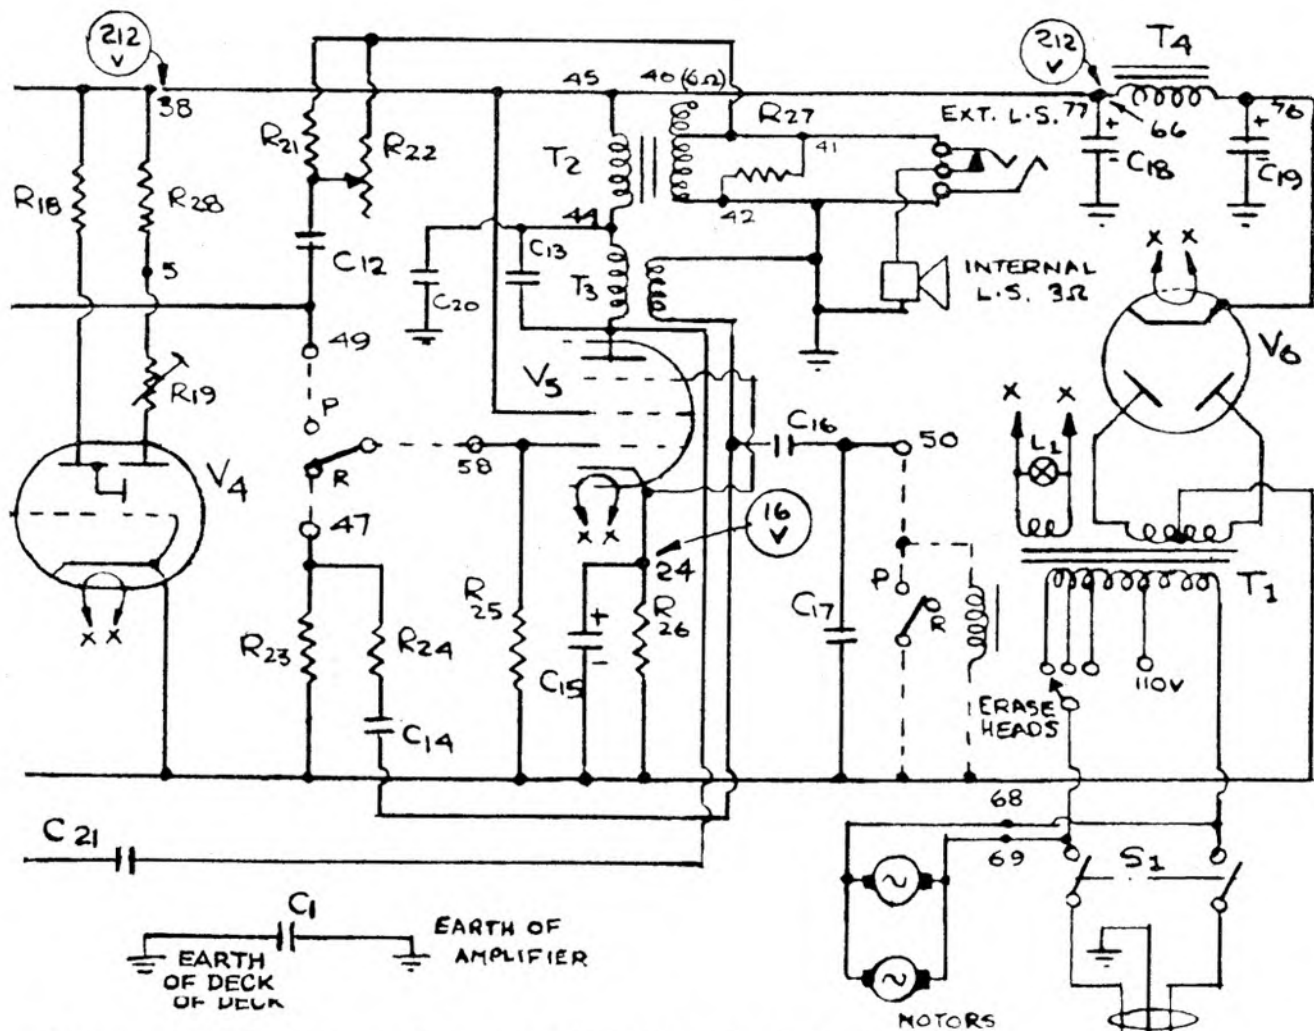 212
V
212
V
T4
38
45
46 (6Ω)
R27
EXT. L.S.
77
66
76
R21
R22
41
C18
C19
T2
R18
R28
44
42
x x
C12
C13
5
C20
T3
INTERNAL
L.S. 3Ω
49
V5
V6
R19
P
C16
x
x
50
L1
58
V4
R
47
x x
16
V
24
P
T1
R25
R26
C17
R
x x
R23
R24
C15
110V
ERASE
HEADS
C14
68
C21
69
S1
C1
EARTH OF
AMPLIFIER
EARTH
OF DECK
OF DECK
MOTORS